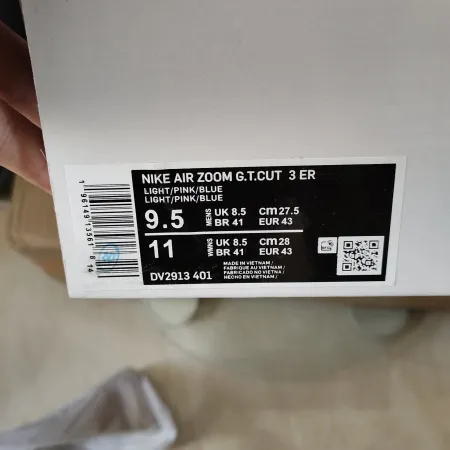 NIKE AIR ZOOM G.T.CUT 3 ER
LIGHT/PINK/BLUE
LIGHT/PINK/BLUE
9.5 MENS UK 8.5 cm 27.5
BR 41 EUR 43
11 WMNS UK 8.5 cm 28
BR 41 EUR 43
DV2913 401
MADE IN VIETNAM /
FABRIQUE AU VIETNAM /
FABRICADO NO VIETNA /
HECHO EN VIETNAM /